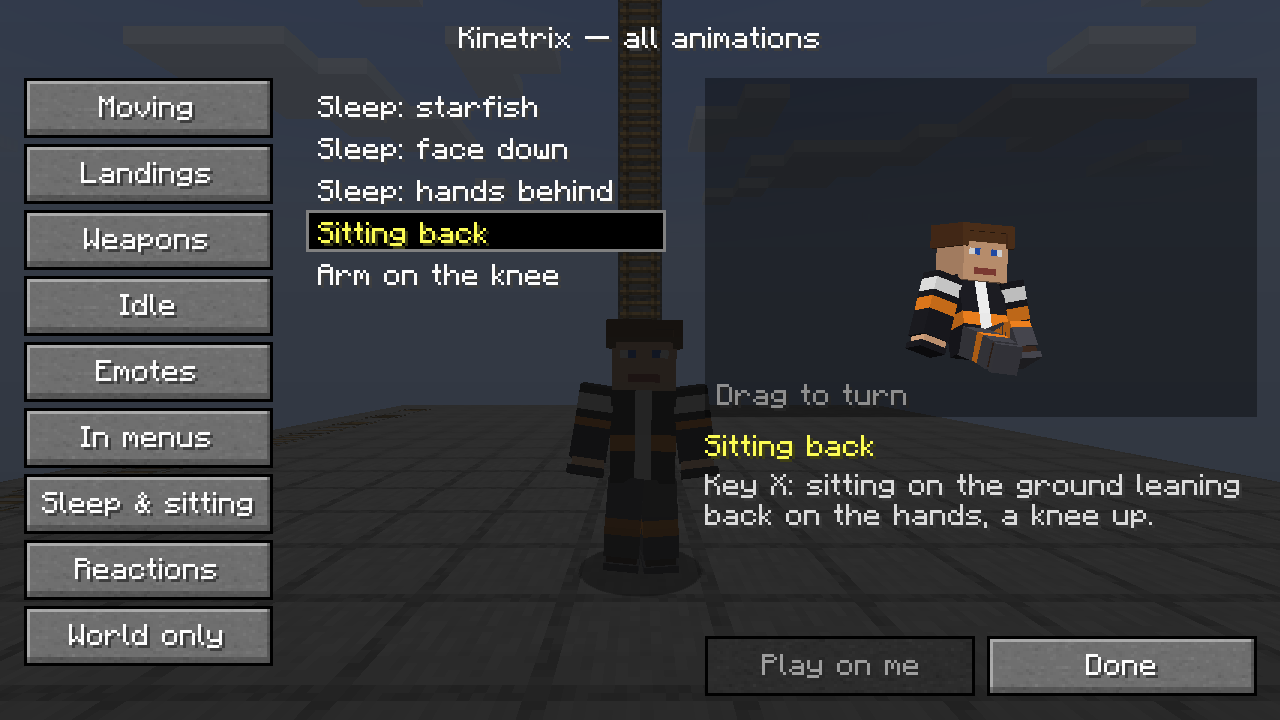 Kinetrix — all animations
Moving
Landings
Weapons
Idle
Emotes
In menus
Sleep & sitting
Reactions
World only
Sleep: starfish
Sleep: face down
Sleep: hands behind
Sitting back
Arm on the knee
Drag to turn
Sitting back
Key X: sitting on the ground leaning
back on the hands, a knee up.
Play on me
Done